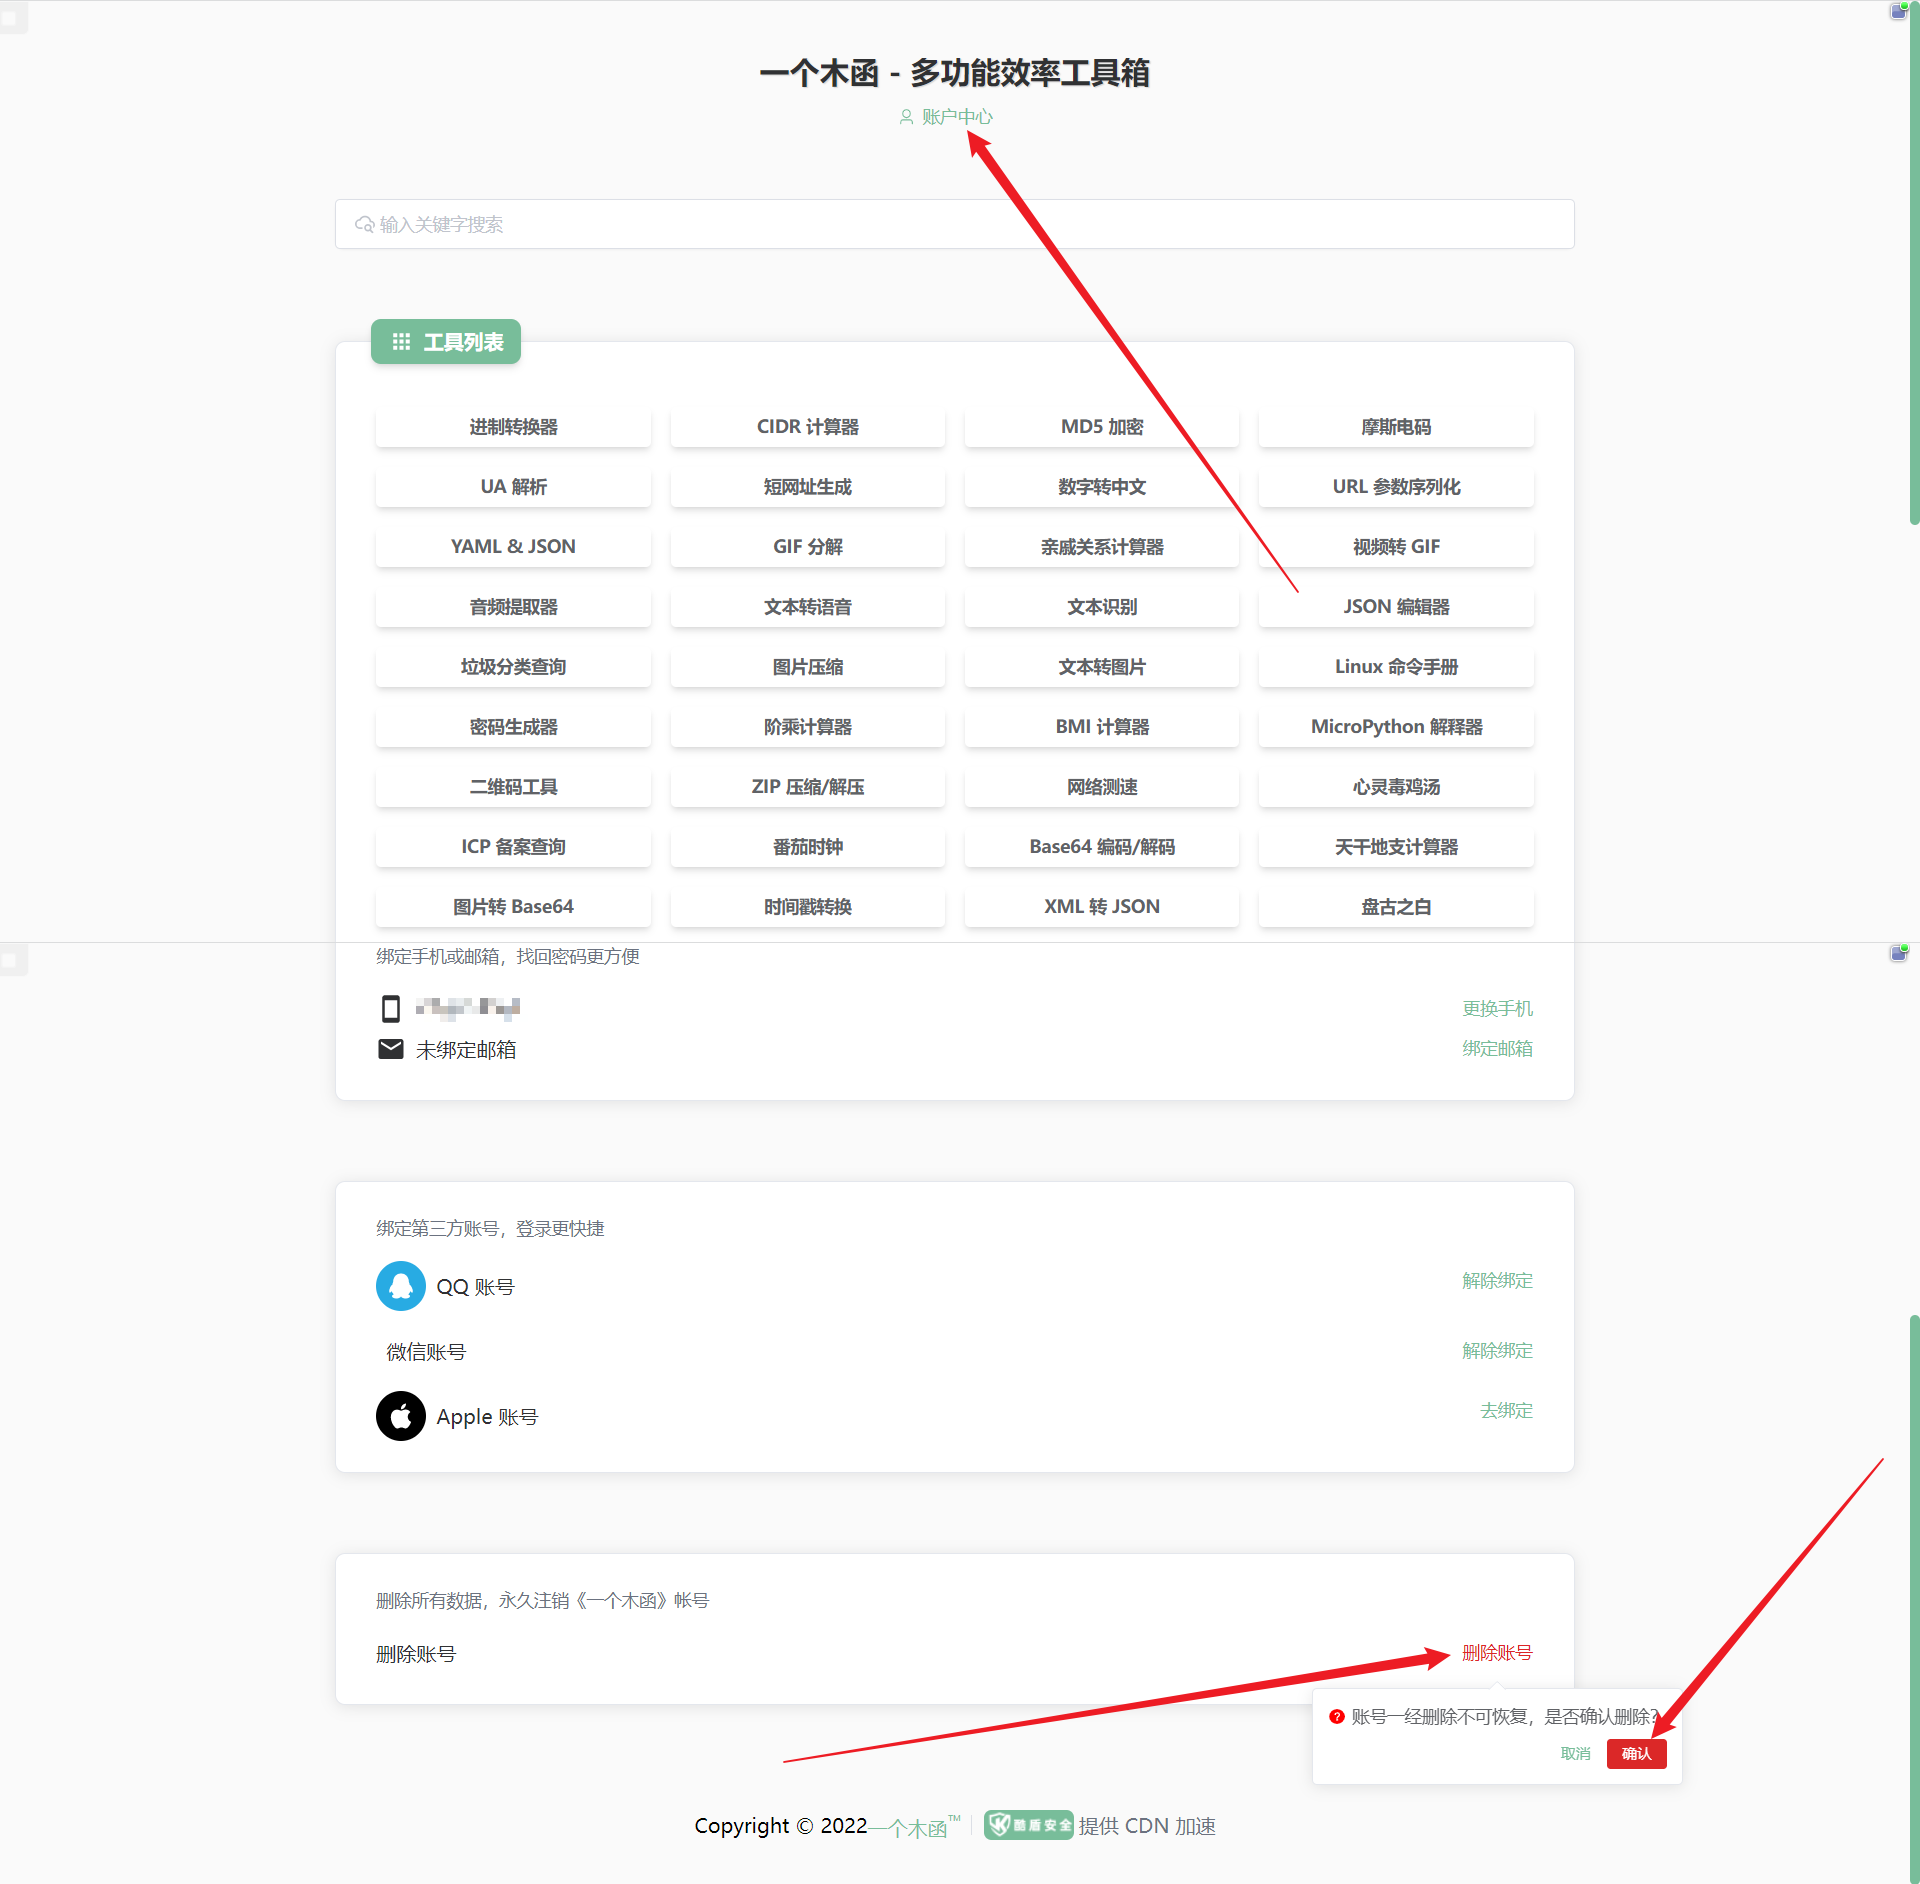 一个木函 - 多功能效率工具箱
账户中心
输入关键字搜索
工具列表
进制转换器 CIDR 计算器 MD5 加密 摩斯电码
UA 解析 短网址生成 数字转中文 URL 参数序列化
YAML & JSON GIF 分解 亲戚关系计算器 视频转 GIF
音频提取器 文本转语音 文本识别 JSON 编辑器
垃圾分类查询 图片压缩 文本转图片 Linux 命令手册
密码生成器 阶乘计算器 BMI 计算器 MicroPython 解释器
二维码工具 ZIP 压缩/解压 网络测速 心灵毒鸡汤
ICP 备案查询 番茄时钟 Base64 编码/解码 天干地支计算器
图片转 Base64 时间戳转换 XML 转 JSON 盘古之白
绑定手机或邮箱，找回密码更方便
更换手机
未绑定邮箱 绑定邮箱
绑定第三方账号，登录更快捷
QQ 账号 解除绑定
微信账号 解除绑定
Apple 账号 去绑定
删除所有数据，永久注销《一个木函》帐号
删除账号 删除账号
账号一经删除不可恢复，是否确认删除?
取消 确认
Copyright © 2022一个木函™ 酷盾安全 提供 CDN 加速